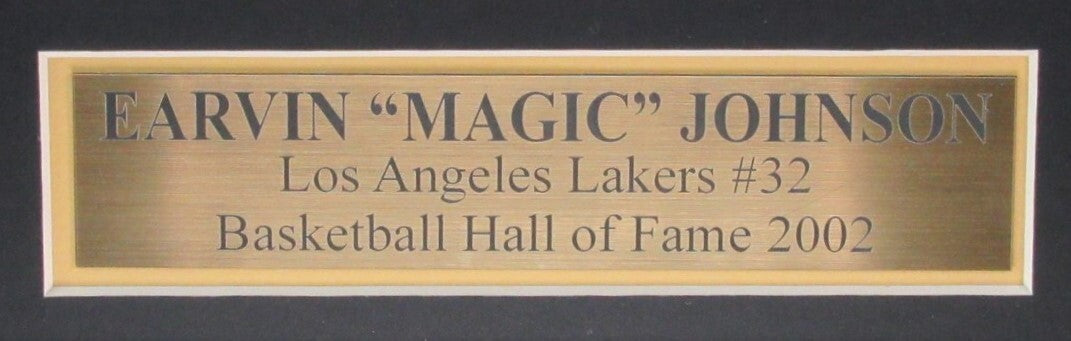 EARVIN “MAGIC” JOHNSON
Los Angeles Lakers #32
Basketball Hall of Fame 2002